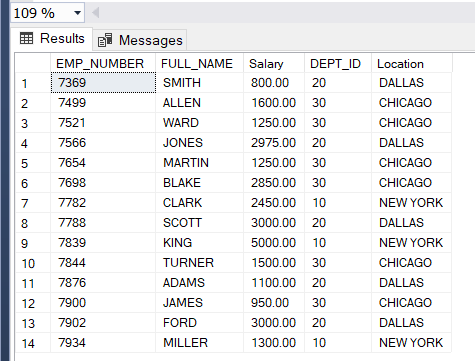 109 %
Results Messages
EMP_NUMBER FULL_NAME Salary DEPT_ID Location
1 7369 SMITH 800.00 20 DALLAS
2 7499 ALLEN 1600.00 30 CHICAGO
3 7521 WARD 1250.00 30 CHICAGO
4 7566 JONES 2975.00 20 DALLAS
5 7654 MARTIN 1250.00 30 CHICAGO
6 7698 BLAKE 2850.00 30 CHICAGO
7 7782 CLARK 2450.00 10 NEW YORK
8 7788 SCOTT 3000.00 20 DALLAS
9 7839 KING 5000.00 10 NEW YORK
10 7844 TURNER 1500.00 30 CHICAGO
11 7876 ADAMS 1100.00 20 DALLAS
12 7900 JAMES 950.00 30 CHICAGO
13 7902 FORD 3000.00 20 DALLAS
14 7934 MILLER 1300.00 10 NEW YORK